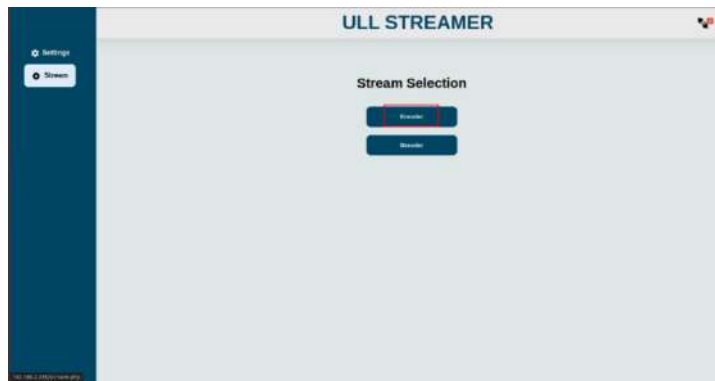 ULL STREAMER
Settings
Stream
Stream Selection
Encoder
Decoder